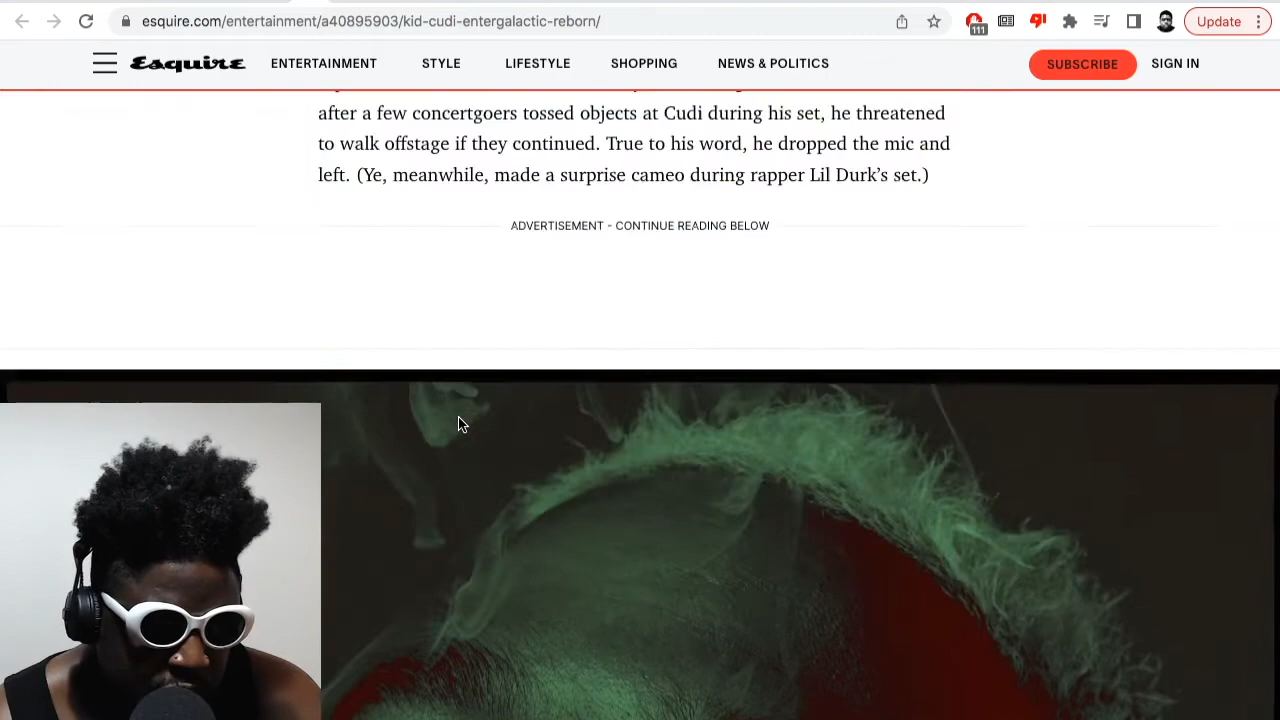 esquire.com/entertainment/a40895903/kid-cudi-entergalactic-reborn/
111
Update
Esquire
ENTERTAINMENT
STYLE
LIFESTYLE
SHOPPING
NEWS & POLITICS
SUBSCRIBE
SIGN IN
after a few concertgoers tossed objects at Cudi during his set, he threatened
to walk offstage if they continued. True to his word, he dropped the mic and
left. (Ye, meanwhile, made a surprise cameo during rapper Lil Durk’s set.)
ADVERTISEMENT - CONTINUE READING BELOW